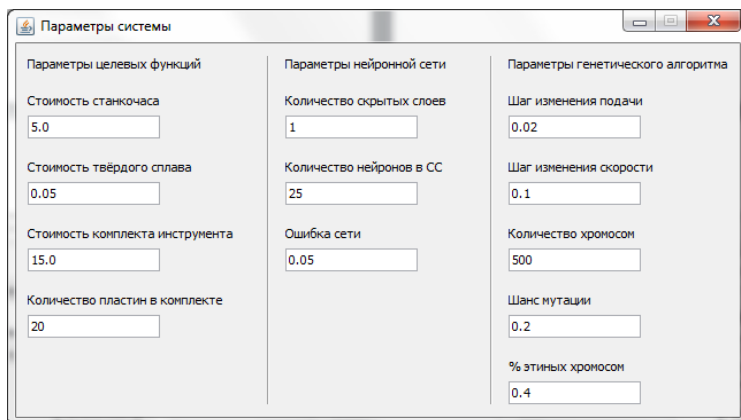 Параметры системы
Параметры целевых функций
Стоимость станкочаса
5.0
Стоимость твёрдого сплава
0.05
Стоимость комплекта инструмента
15.0
Количество пластин в комплекте
20
Параметры нейронной сети
Количество скрытых слоев
1
Количество нейронов в СС
25
Ошибка сети
0.05
Параметры генетического алгоритма
Шаг изменения подачи
0.02
Шаг изменения скорости
0.1
Количество хромосом
500
Шанс мутации
0.2
% этиных хромосом
0.4